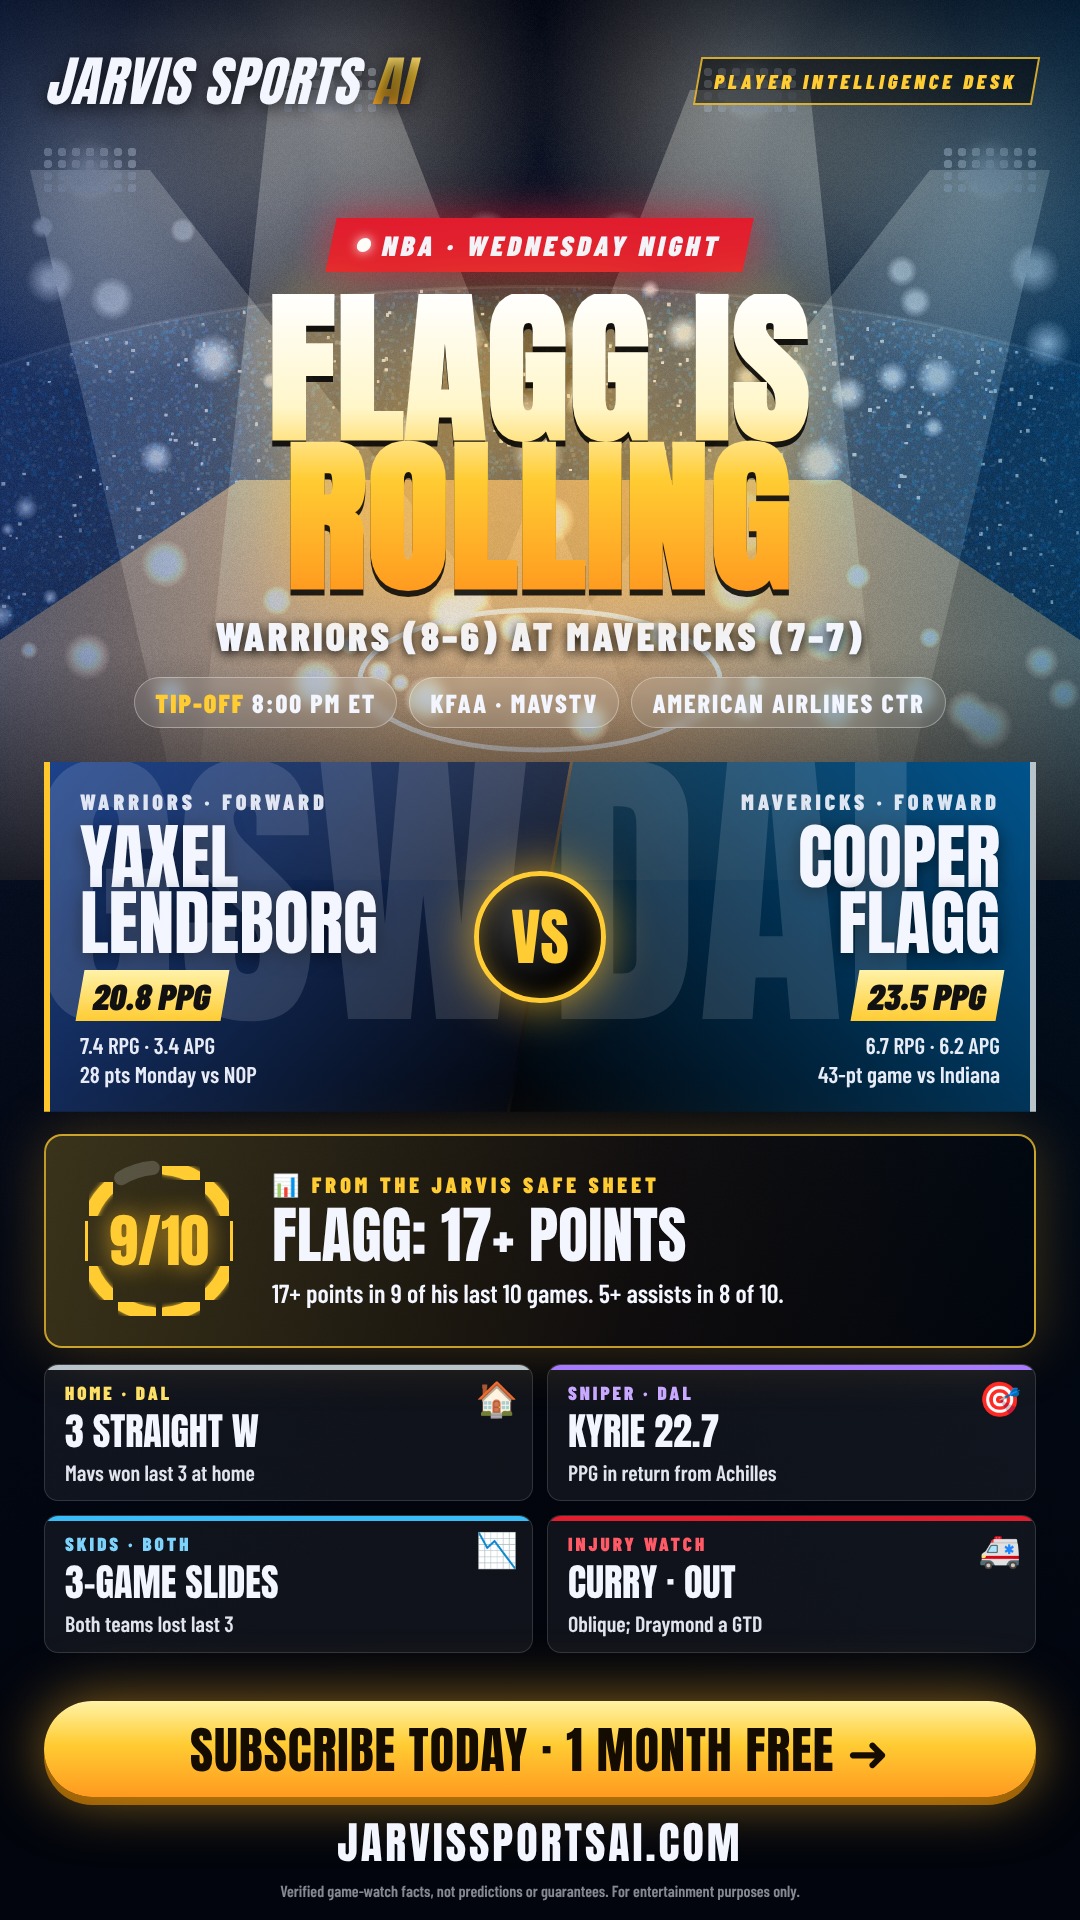 JARVIS SPORTS AI
PLAYER INTELLIGENCE DESK
NBA · WEDNESDAY NIGHT
FLAGG IS
ROLLING
WARRIORS (8-6) AT MAVERICKS (7-7)
TIP-OFF 8:00 PM ET
KFAA · MAVSTV
AMERICAN AIRLINES CTR
GSW
DAL
WARRIORS · FORWARD
YAXEL
LENDEBORG
20.8 PPG
7.4 RPG · 3.4 APG
28 pts Monday vs NOP
VS
MAVERICKS · FORWARD
COOPER
FLAGG
23.5 PPG
6.7 RPG · 6.2 APG
43-pt game vs Indiana
9/10
FROM THE JARVIS SAFE SHEET
FLAGG: 17+ POINTS
17+ points in 9 of his last 10 games. 5+ assists in 8 of 10.
HOME · DAL
3 STRAIGHT W
Mavs won last 3 at home
SNIPER · DAL
KYRIE 22.7
PPG in return from Achilles
SKIDS · BOTH
3-GAME SLIDES
Both teams lost last 3
INJURY WATCH
CURRY · OUT
Oblique; Draymond a GTD
SUBSCRIBE TODAY · 1 MONTH FREE →
JARVISSPORTSAI.COM
Verified game-watch facts, not predictions or guarantees. For entertainment purposes only.